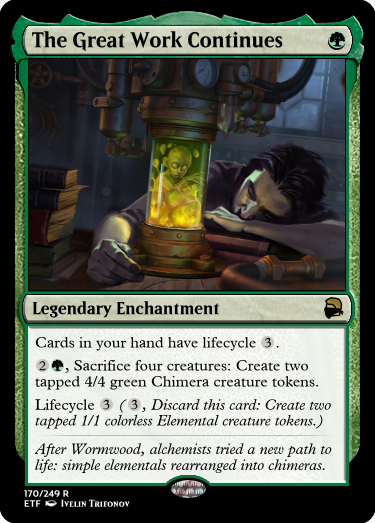 The Great Work Continues
Legendary Enchantment
Cards in your hand have lifecycle 3.
2, Sacrifice four creatures: Create two
tapped 4/4 green Chimera creature tokens.
Lifecycle 3 (3, Discard this card: Create two
tapped 1/1 colorless Elemental creature tokens.)
After Wormwood, alchemists tried a new path to
life: simple elementals rearranged into chimeras.
170/249 R
ETF Ivelin Trifonov